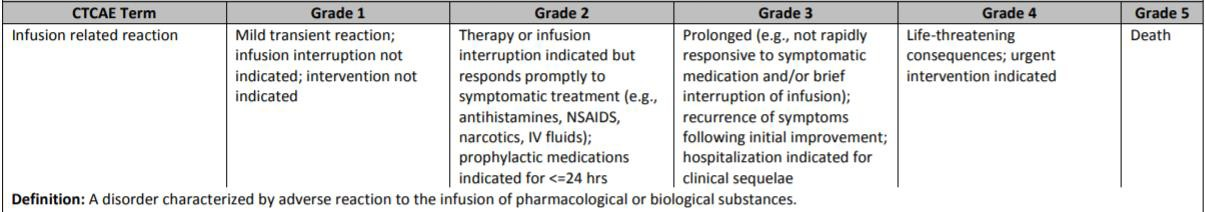 CTCAE Term Grade 1 Grade 2 Grade 3 Grade 4 Grade 5
Infusion related reaction
Mild transient reaction;
infusion interruption not
indicated; intervention not
indicated
Therapy or infusion
interruption indicated but
responds promptly to
symptomatic treatment (e.g.,
antihistamines, NSAIDS,
narcotics, IV fluids);
prophylactic medications
indicated for <=24 hrs
Prolonged (e.g., not rapidly
responsive to symptomatic
medication and/or brief
interruption of infusion);
recurrence of symptoms
following initial improvement;
hospitalization indicated for
clinical sequelae
Life-threatening
consequences; urgent
intervention indicated
Death
Definition: A disorder characterized by adverse reaction to the infusion of pharmacological or biological substances.